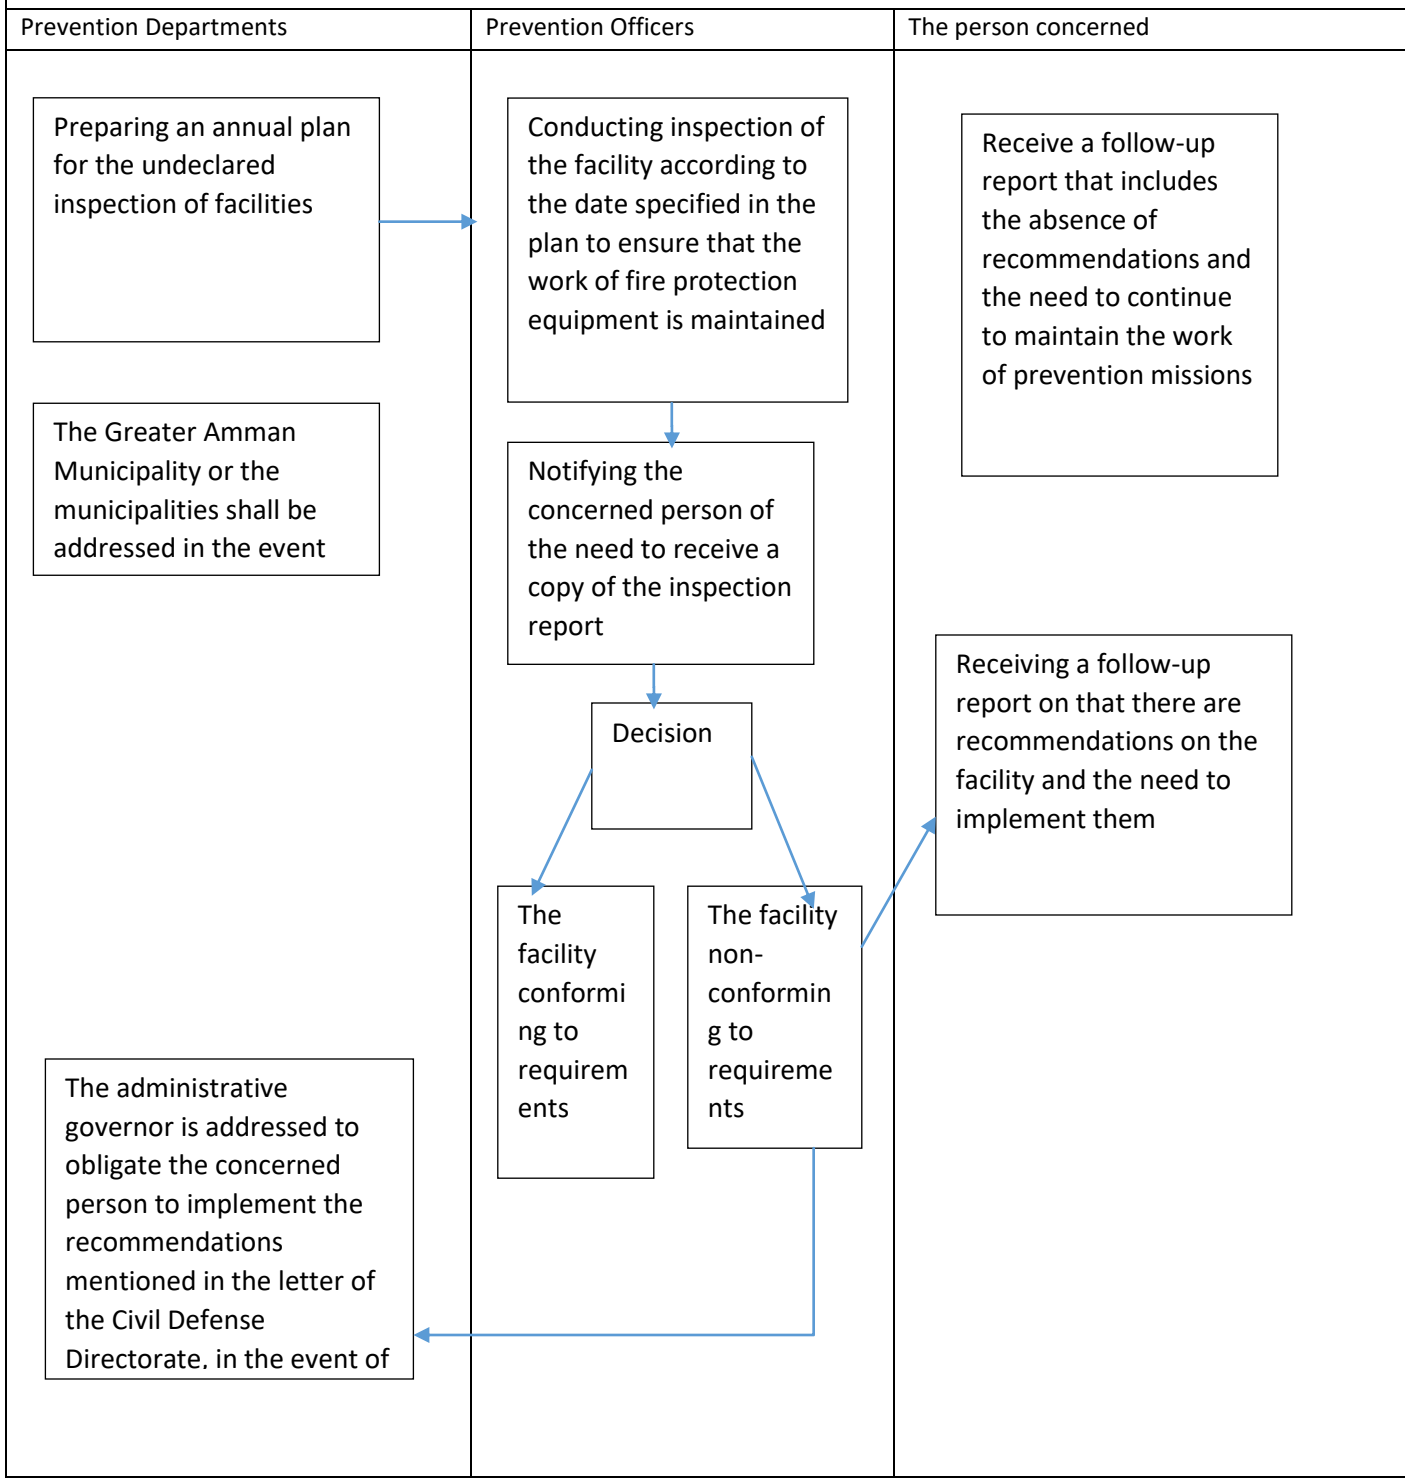 Prevention Departments
Prevention Officers
The person concerned
Preparing an annual plan
for the undeclared
inspection of facilities
Conducting inspection of
the facility according to
the date specified in the
plan to ensure that the
work of fire protection
equipment is maintained
Receive a follow-up
report that includes
the absence of
recommendations and
the need to continue
to maintain the work
of prevention missions
The Greater Amman
Municipality or the
municipalities shall be
addressed in the event
Notifying the
concerned person of
the need to receive a
copy of the inspection
report
Receiving a follow-up
report on that there are
recommendations on the
facility and the need to
implement them
Decision
The
facility
conformi
ng to
requirem
ents
The facility
non-
conformin
g to
requireme
nts
The administrative
governor is addressed to
obligate the concerned
person to implement the
recommendations
mentioned in the letter of
the Civil Defense
Directorate, in the event of